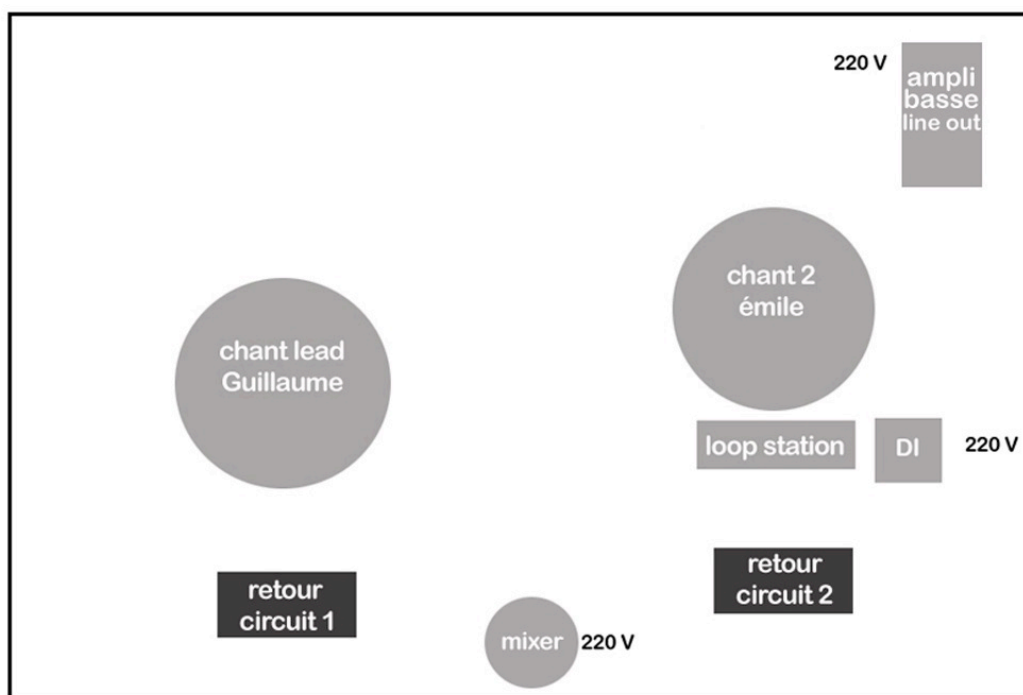 220 V
ampli
basse
line out
chant 2
émile
chant lead
Guillaume
loop station
DI
220 V
retour
circuit 1
retour
circuit 2
mixer
220 V